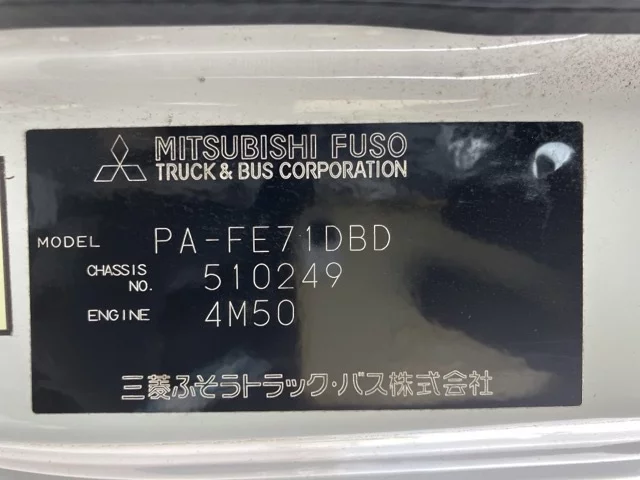 MITSUBISHI FUSO
TRUCK & BUS CORPORATION
MODEL PA-FE71DBD
CHASSIS NO. 510249
ENGINE 4M50
三菱ふそうトラック・バス株式会社